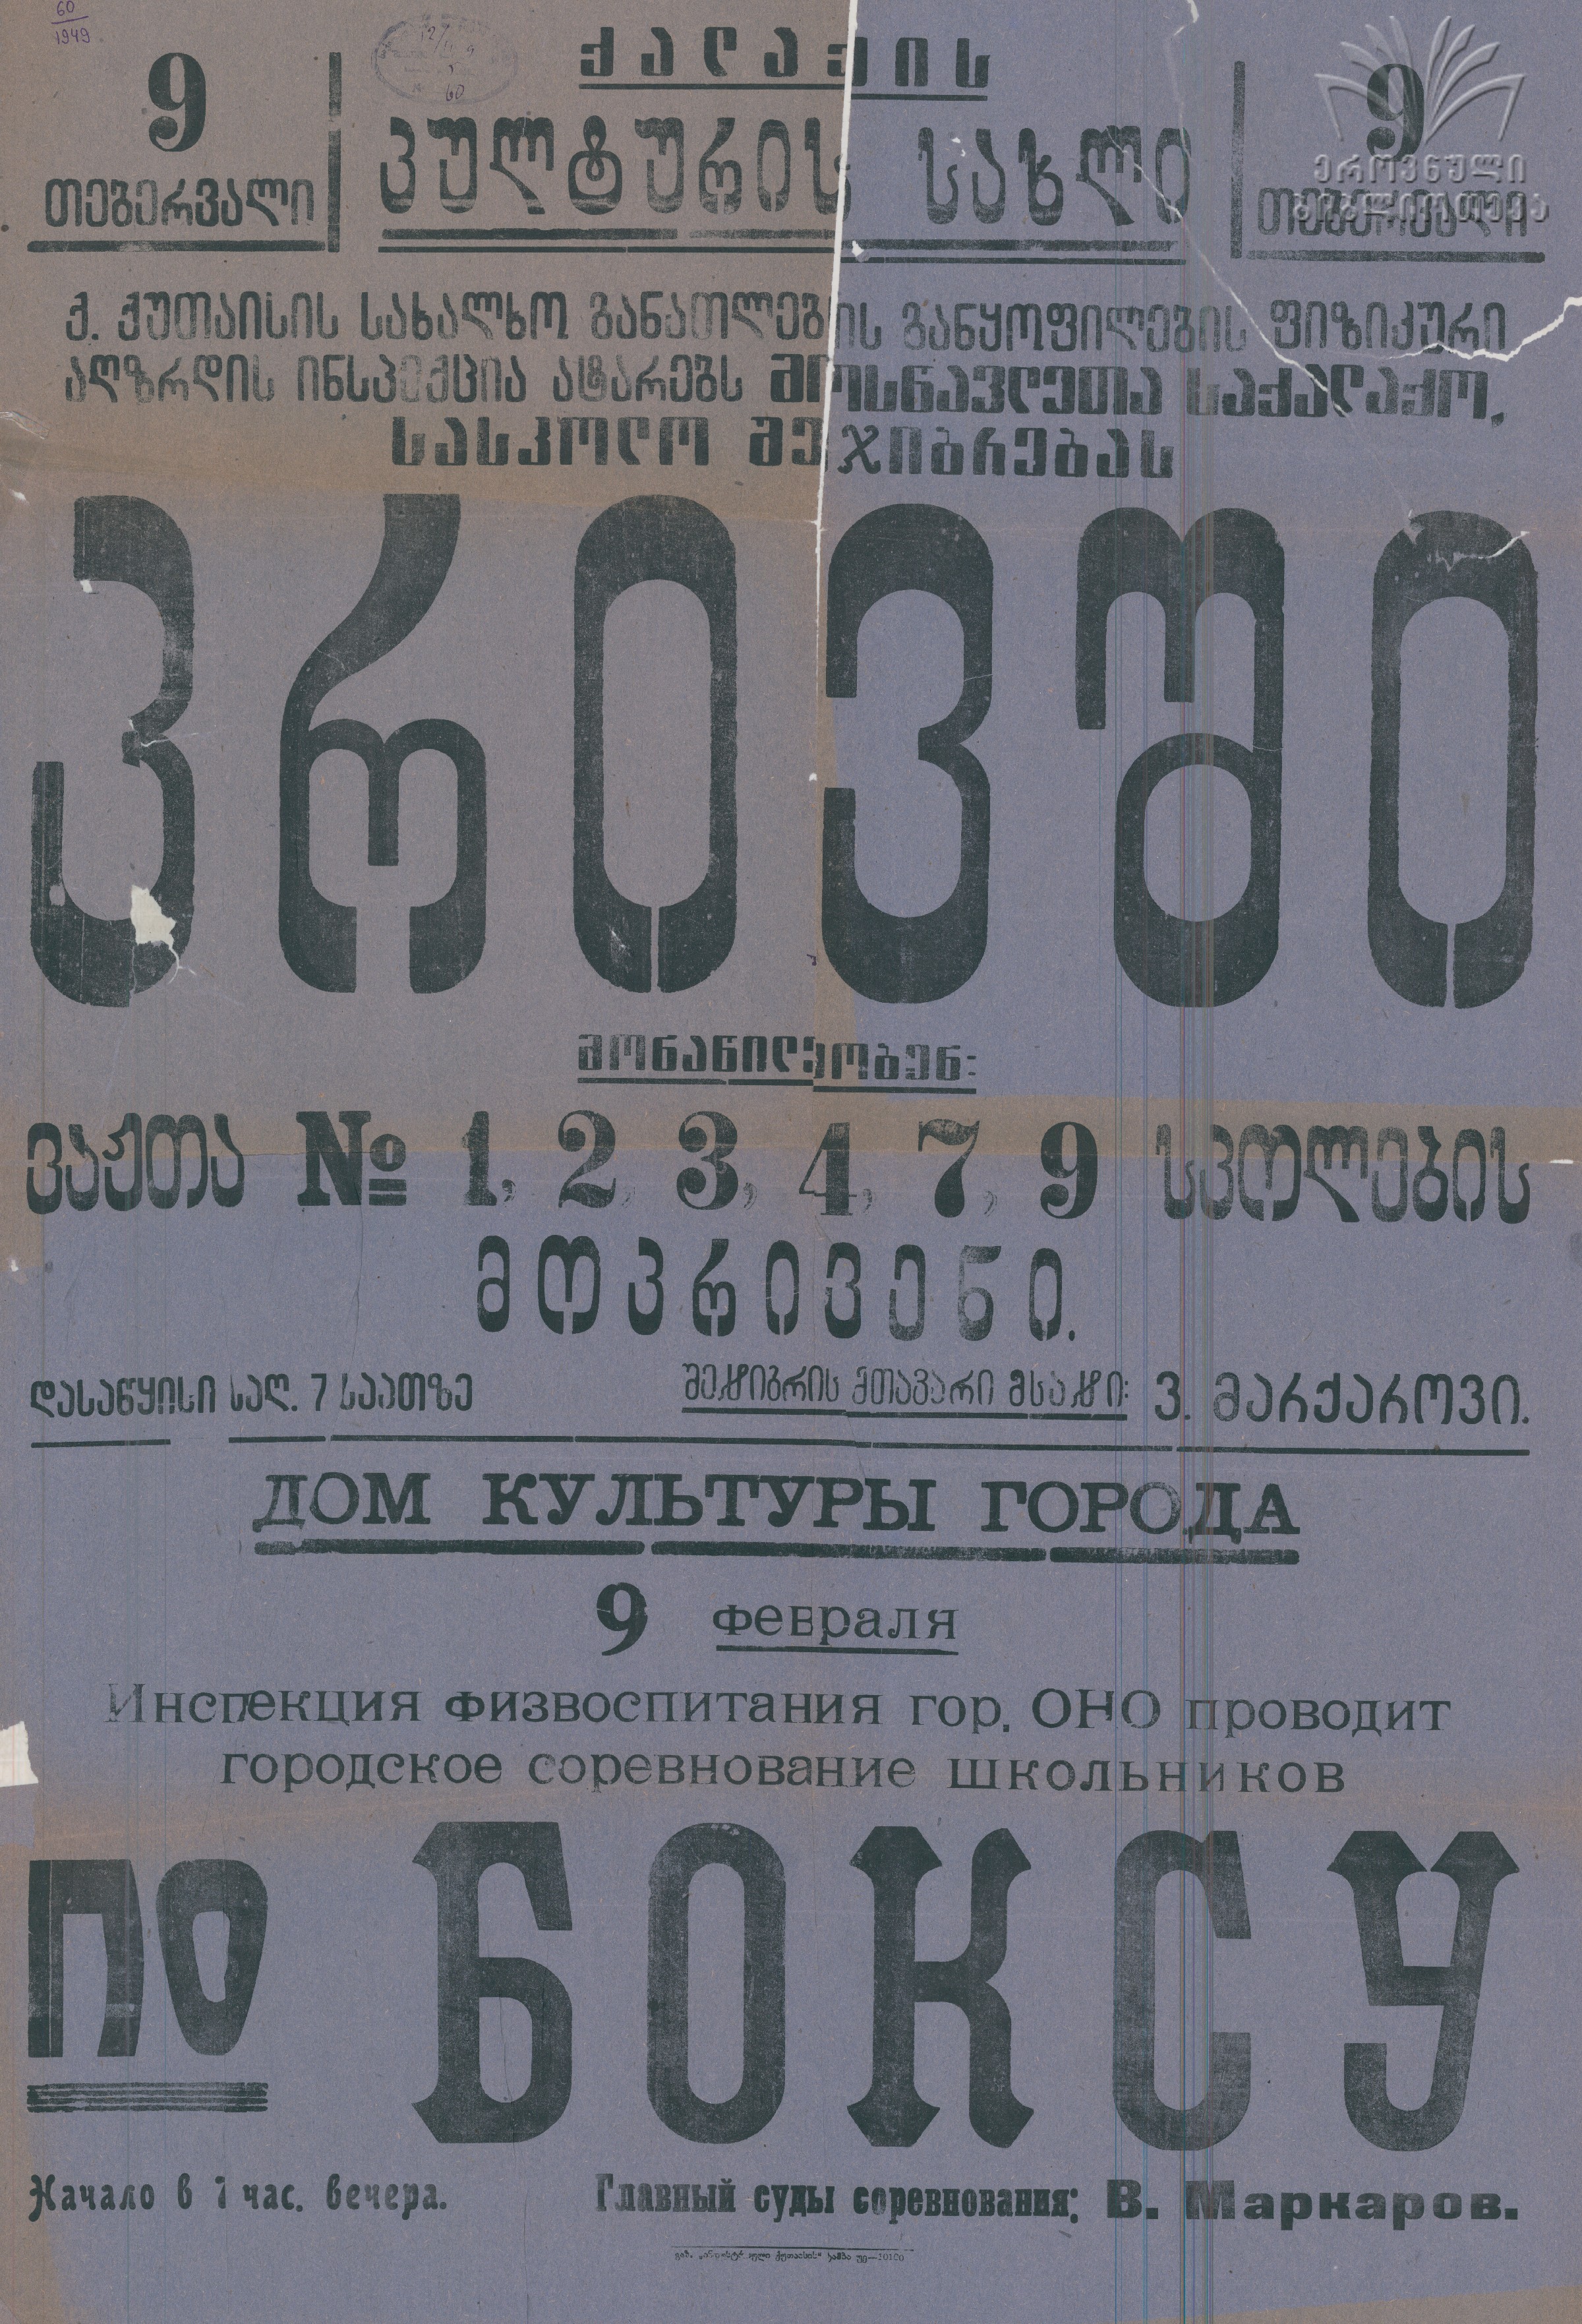 60
1949
9
ქალაქის
9
თებერვალი
კულტურის სახლი
თებერვალი
ეროვნული
ბიბლიოთეკა
ქ. ქუთაისის სახალხო განათლების განყოფილების ფიზიკური
აღზრდის ინსპექცია ატარებს მოსწავლეთა საქალაქო,
სასკოლო შეჯიბრებას
კრივში
მონაწილეობენ:
ვაჟთა № 1, 2, 3, 4, 7, 9 სკოლების
მოკრივენი.
დასაწყისი საღ. 7 საათზე
შეჯიბრის მთავარი მსაჯი: ვ. მარქაროვი.
ДОМ КУЛЬТУРЫ ГОРОДА
9 февраля
Инспекция физвоспитания гор. ОНО проводит
городское соревнование школьников
по БОКСУ
Начало в 7 час. вечера.
Главный суды соревнования: В. Маркаров.